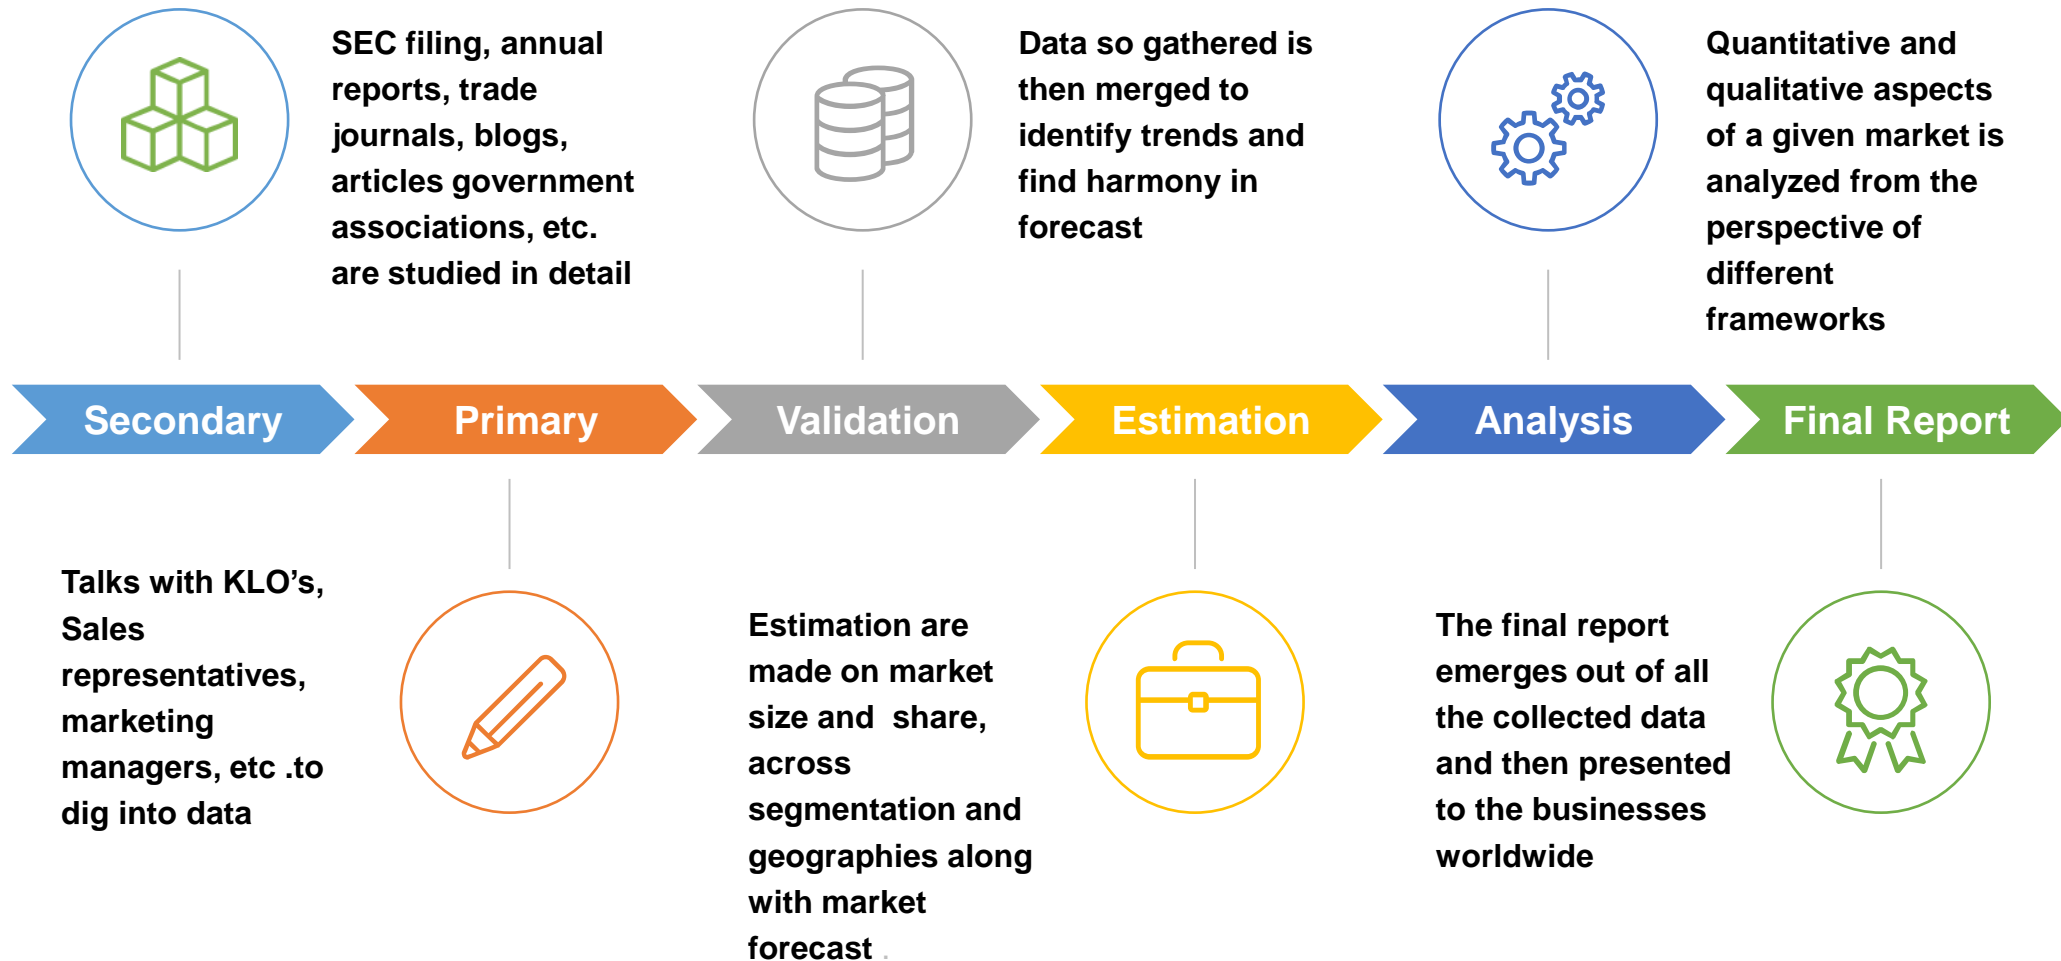 SEC filing, annual
reports, trade
journals, blogs,
articles government
associations, etc.
are studied in detail
Data so gathered is
then merged to
identify trends and
find harmony in
forecast
Quantitative and
qualitative aspects
of a given market is
analyzed from the
perspective of
different
frameworks
Secondary
Primary
Validation
Estimation
Analysis
Final Report
Talks with KLO’s,
Sales
representatives,
marketing
managers, etc .to
dig into data
Estimation are
made on market
size and  share,
across
segmentation and
geographies along
with market
forecast .
The final report
emerges out of all
the collected data
and then presented
to the businesses
worldwide